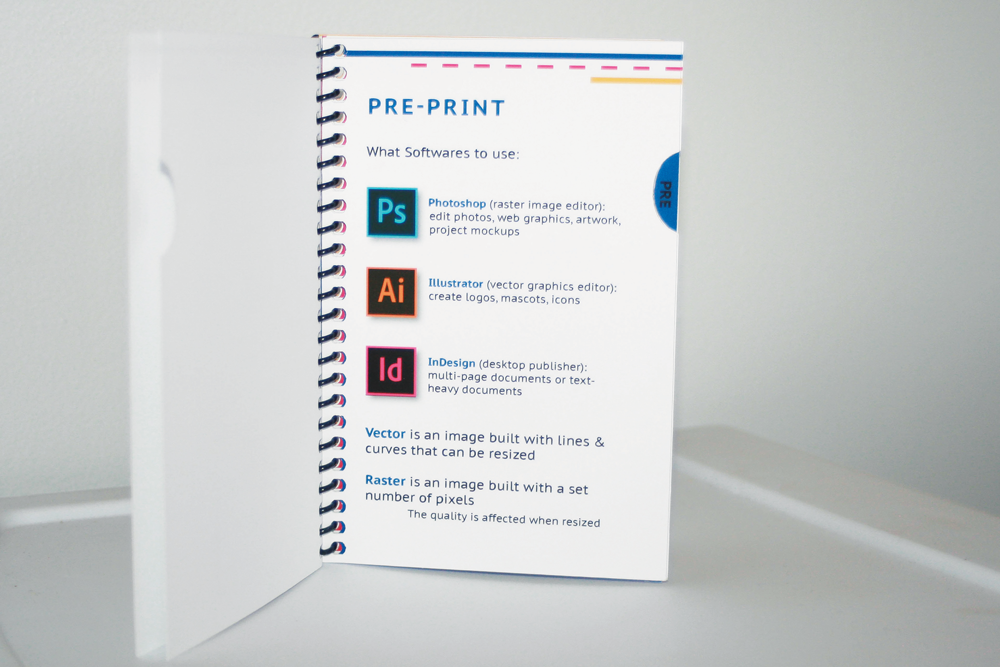 PRE-PRINT
What Softwares to use:
PRE
Ps
Photoshop (raster image editor):
edit photos, web graphics, artwork,
project mockups
Ai
Illustrator (vector graphics editor):
create logos, mascots, icons
Id
InDesign (desktop publisher):
multi-page documents or text-
heavy documents
Vector is an image built with lines &
curves that can be resized
Raster is an image built with a set
number of pixels
The quality is affected when resized